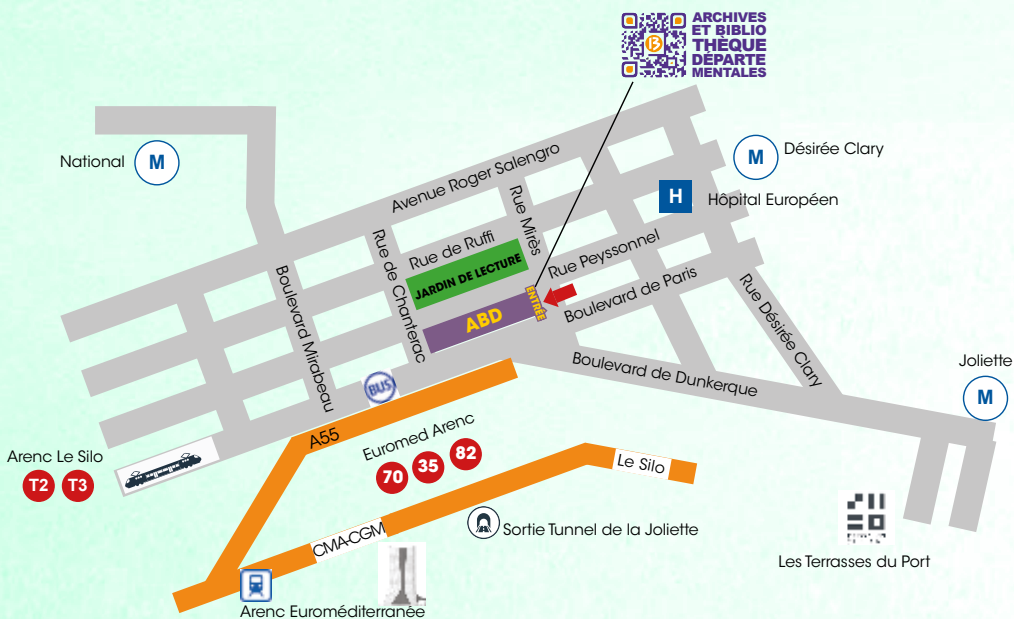 ARCHIVES
ET BIBLIO
THÈQUE
DÉPARTE
MENTALES
13
National
M
M
Désirée Clary
Avenue Roger Salengro
H
Hôpital Européen
Rue Mirès
Rue de Ruffi
Rue de Chanterac
Rue Peyssonnel
JARDIN DE LECTURE
Boulevard Mirabeau
ENTRÉE
ABD
Boulevard de Paris
Rue Désirée Clary
Boulevard de Dunkerque
BUS
Joliette
M
A55
Euromed Arenc
70
35
82
Arenc Le Silo
T2
T3
Le Silo
CMA-CGM
Sortie Tunnel de la Joliette
Les Terrasses du Port
Arenc Euroméditerranée